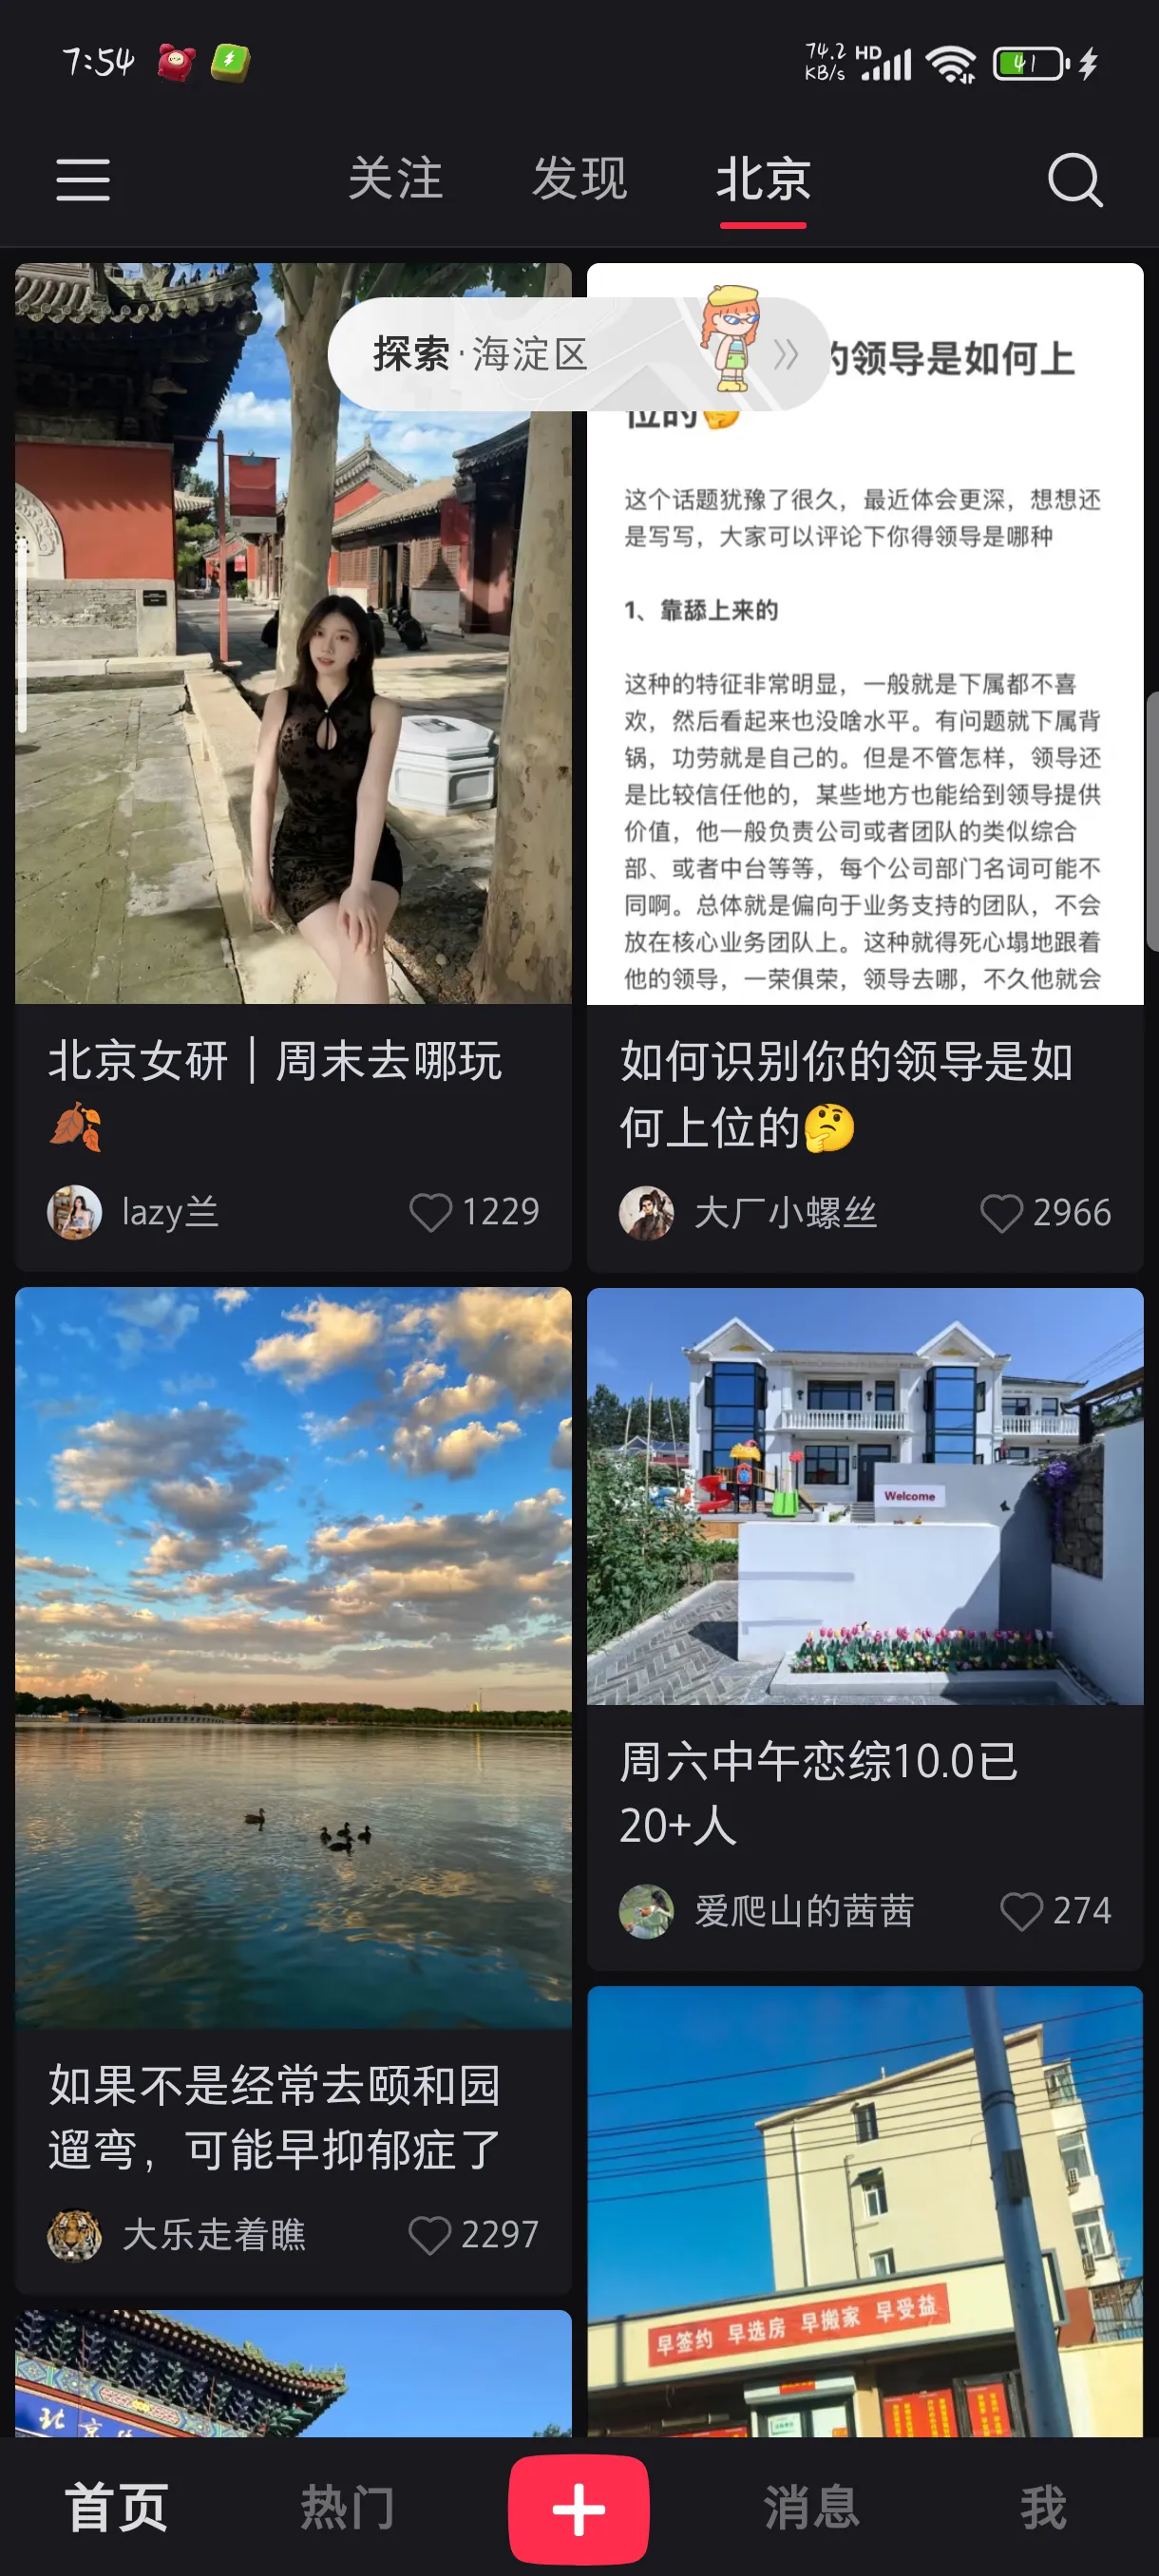 7:54
74.2 KB/s HD 41
关注 发现 北京
探索·海淀区
的领导是如何上
位的🤔
这个话题犹豫了很久，最近体会更深，想想还
是写写，大家可以评论下你得领导是哪种
1、靠舔上来的
这种的特征非常明显，一般就是下属都不喜
欢，然后看起来也没啥水平。有问题就下属背
锅，功劳就是自己的。但是不管怎样，领导还
是比较信任他的，某些地方也能给到领导提供
价值，他一般负责公司或者团队的类似综合
部、或者中台等等，每个公司部门名词可能不
同啊。总体就是偏向于业务支持的团队，不会
放在核心业务团队上。这种就得死心塌地跟着
他的领导，一荣俱荣，领导去哪，不久他就会
北京女研｜周末去哪玩
🍂
lazy兰 1229
如何识别你的领导是如
何上位的🤔
大厂小螺丝 2966
Welcome
周六中午恋综10.0已
20+人
爱爬山的茜茜 274
如果不是经常去颐和园
遛弯，可能早抑郁症了
大乐走着瞧 2297
北京
早签约 早选房 早搬家 早受益
首页 热门 消息 我